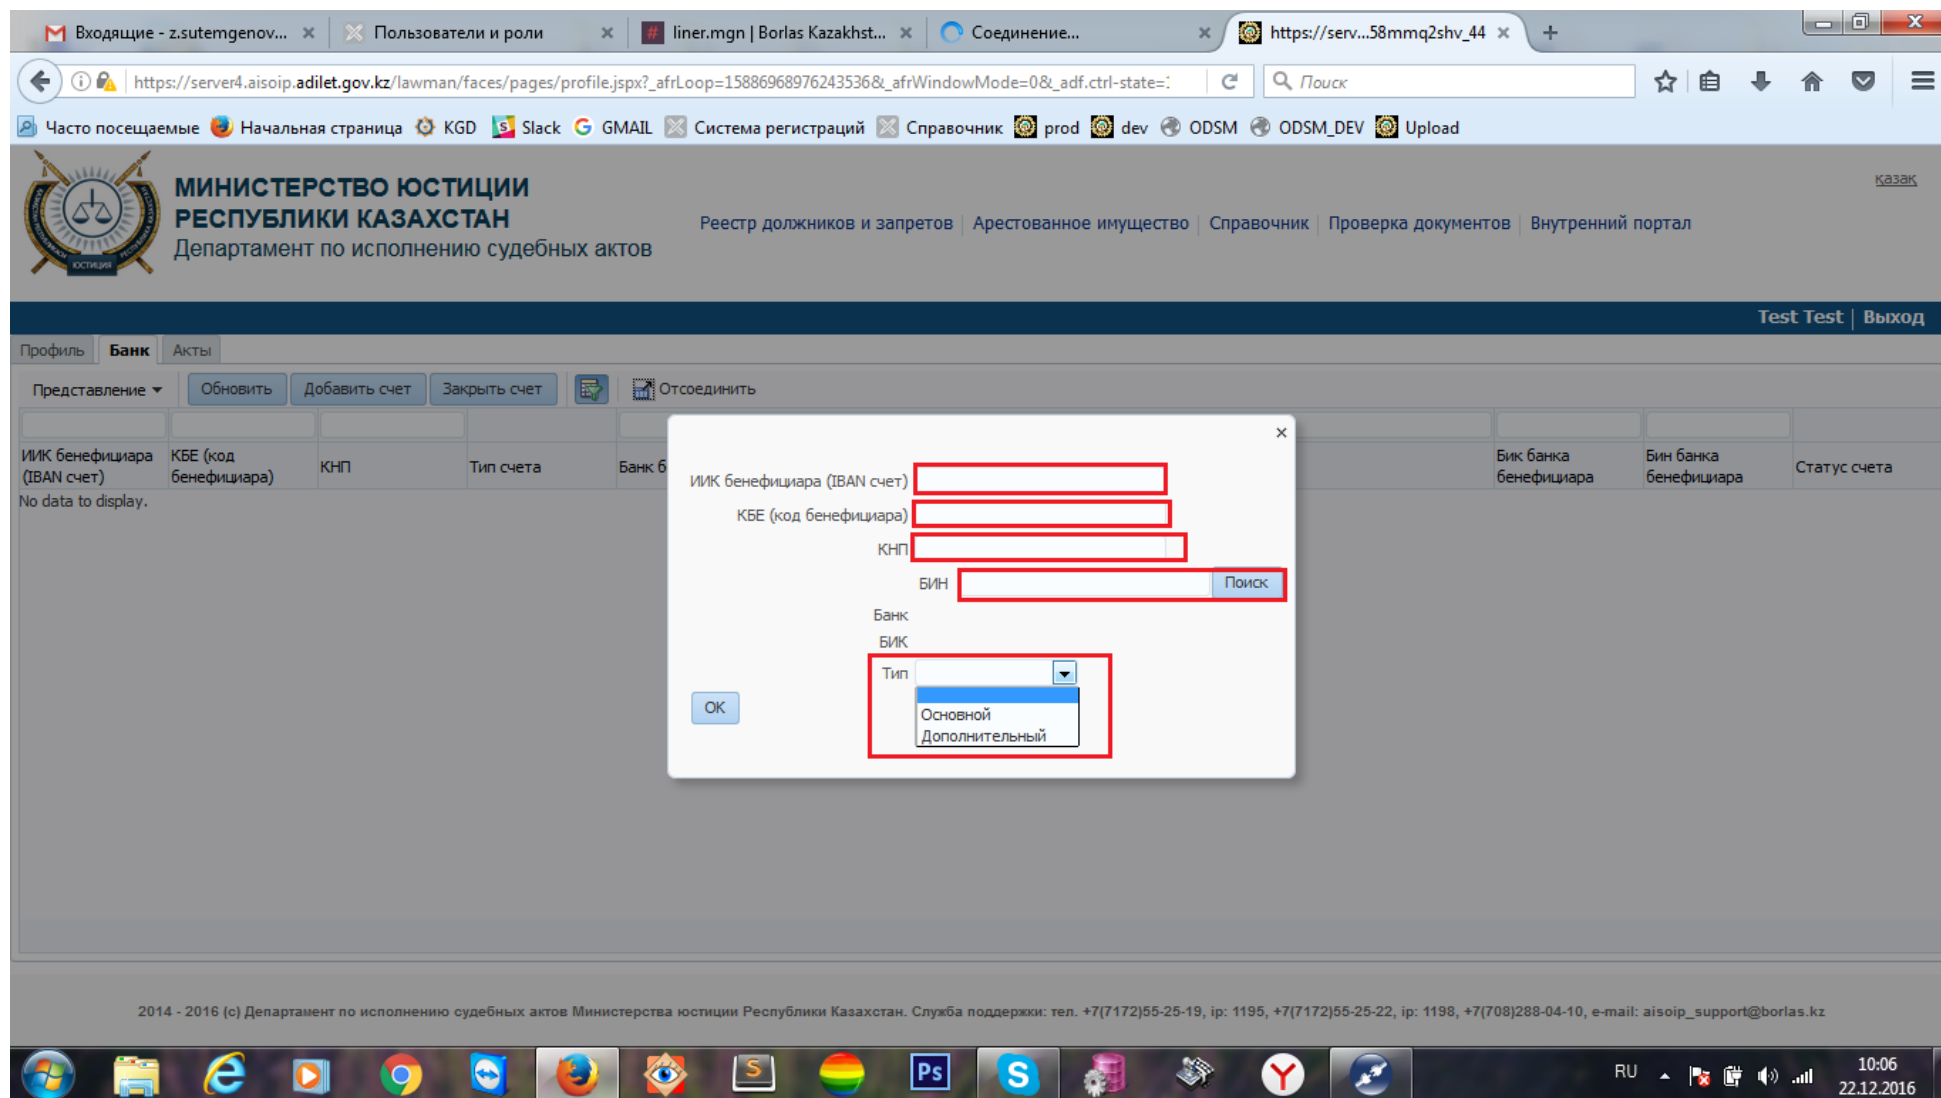 Входящие - z.sutemgenov...
Пользователи и роли
liner.mgn | Borlas Kazakhst...
Соединение...
https://serv...58mmq2shv_44
https://server4.aisoip.adilet.gov.kz/lawman/faces/pages/profile.jspx?_afrLoop=15886968976243536&_afrWindowMode=0&_adf.ctrl-state=
Поиск
Часто посещаемые Начальная страница KGD Slack GMAIL Система регистраций Справочник prod dev ODSM ODSM_DEV Upload
қазақ
МИНИСТЕРСТВО ЮСТИЦИИ
РЕСПУБЛИКИ КАЗАХСТАН
Департамент по исполнению судебных актов
ЮСТИЦИЯ
Реестр должников и запретов | Арестованное имущество | Справочник | Проверка документов | Внутренний портал
Test Test | Выход
Профиль Банк Акты
Представление Обновить Добавить счет Закрыть счет Отсоединить
ИИК бенефициара (IBAN счет)
КБЕ (код бенефициара)
КНП
Тип счета
Банк б
Бик банка бенефициара
Бин банка бенефициара
Статус счета
No data to display.
ИИК бенефициара (IBAN счет)
КБЕ (код бенефициара)
КНП
БИН
Поиск
Банк
БИК
Тип
Основной
Дополнительный
OK
2014 - 2016 (c) Департамент по исполнению судебных актов Министерства юстиции Республики Казахстан. Служба поддержки: тел. +7(7172)55-25-19, ip: 1195, +7(7172)55-25-22, ip: 1198, +7(708)288-04-10, e-mail: aisoip_support@borlas.kz
Ps
RU
10:06
22.12.2016